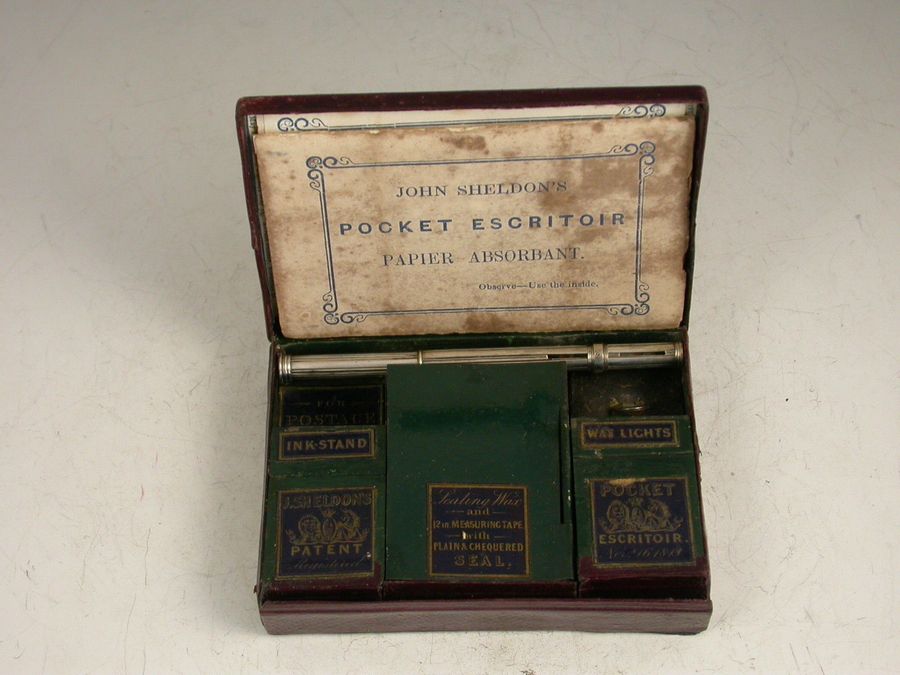 JOHN SHELDON'S
POCKET ESCRITOIR
PAPIER ABSORBANT.
Observe—Use the inside.
FOR
POSTAGE
INK-STAND
J. SHELDON'S
PATENT
Registered
Sealing Wax
and
12 in. MEASURING TAPE
with
PLAIN & CHEQUERED
SEAL.
WAX LIGHTS
POCKET
ESCRITOIR.